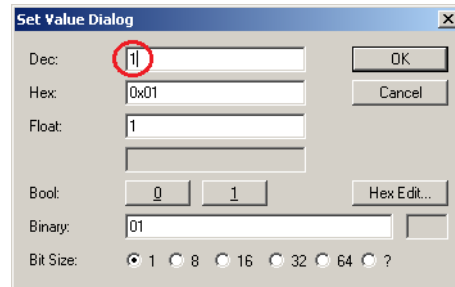 Set Value Dialog
Dec: 1 OK
Hex: 0x01 Cancel
Float: 1
Bool: 0 1 Hex Edit...
Binary: 01
Bit Size: 1 8 16 32 64 ?